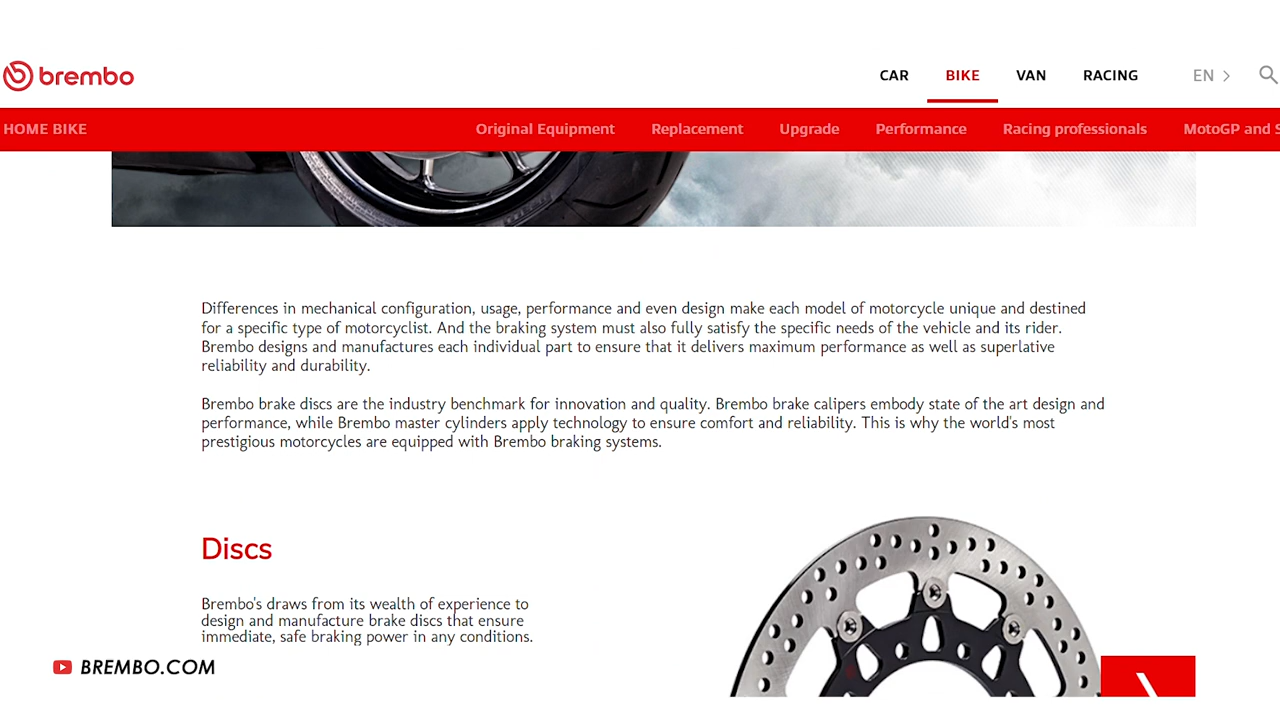 brembo
CAR BIKE VAN RACING EN
HOME BIKE Original Equipment Replacement Upgrade Performance Racing professionals MotoGP and S
Differences in mechanical configuration, usage, performance and even design make each model of motorcycle unique and destined
for a specific type of motorcyclist. And the braking system must also fully satisfy the specific needs of the vehicle and its rider.
Brembo designs and manufactures each individual part to ensure that it delivers maximum performance as well as superlative
reliability and durability.
Brembo brake discs are the industry benchmark for innovation and quality. Brembo brake calipers embody state of the art design and
performance, while Brembo master cylinders apply technology to ensure comfort and reliability. This is why the world's most
prestigious motorcycles are equipped with Brembo braking systems.
Discs
Brembo's draws from its wealth of experience to
design and manufacture brake discs that ensure
immediate, safe braking power in any conditions.
BREMBO.COM